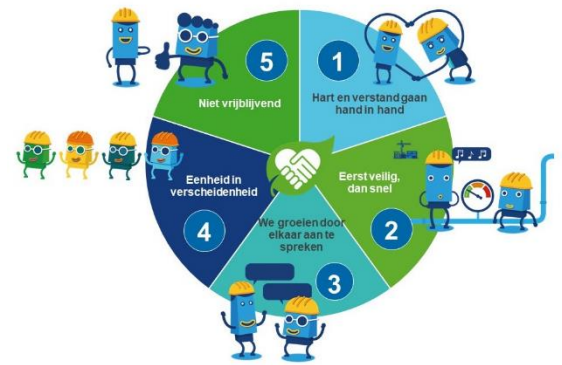 1
Hart en verstand gaan
hand in hand
Eerst veilig,
dan snel
2
We groeien door
elkaar aan te
spreken
3
Eenheid in
verscheidenheid
4
5
Niet vrijblijvend